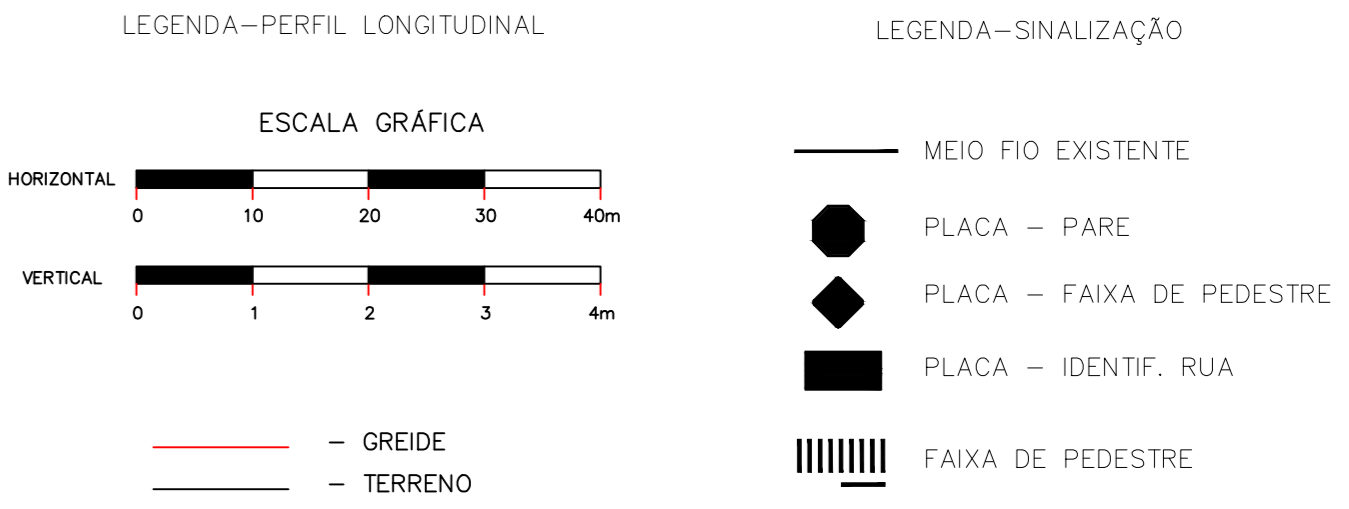 LEGENDA-PERFIL LONGITUDINAL
ESCALA GRÁFICA
HORIZONTAL
0 10 20 30 40m
VERTICAL
0 1 2 3 4m
- GREIDE
- TERRENO
LEGENDA-SINALIZAÇÃO
MEIO FIO EXISTENTE
PLACA - PARE
PLACA - FAIXA DE PEDESTRE
PLACA - IDENTIF. RUA
FAIXA DE PEDESTRE